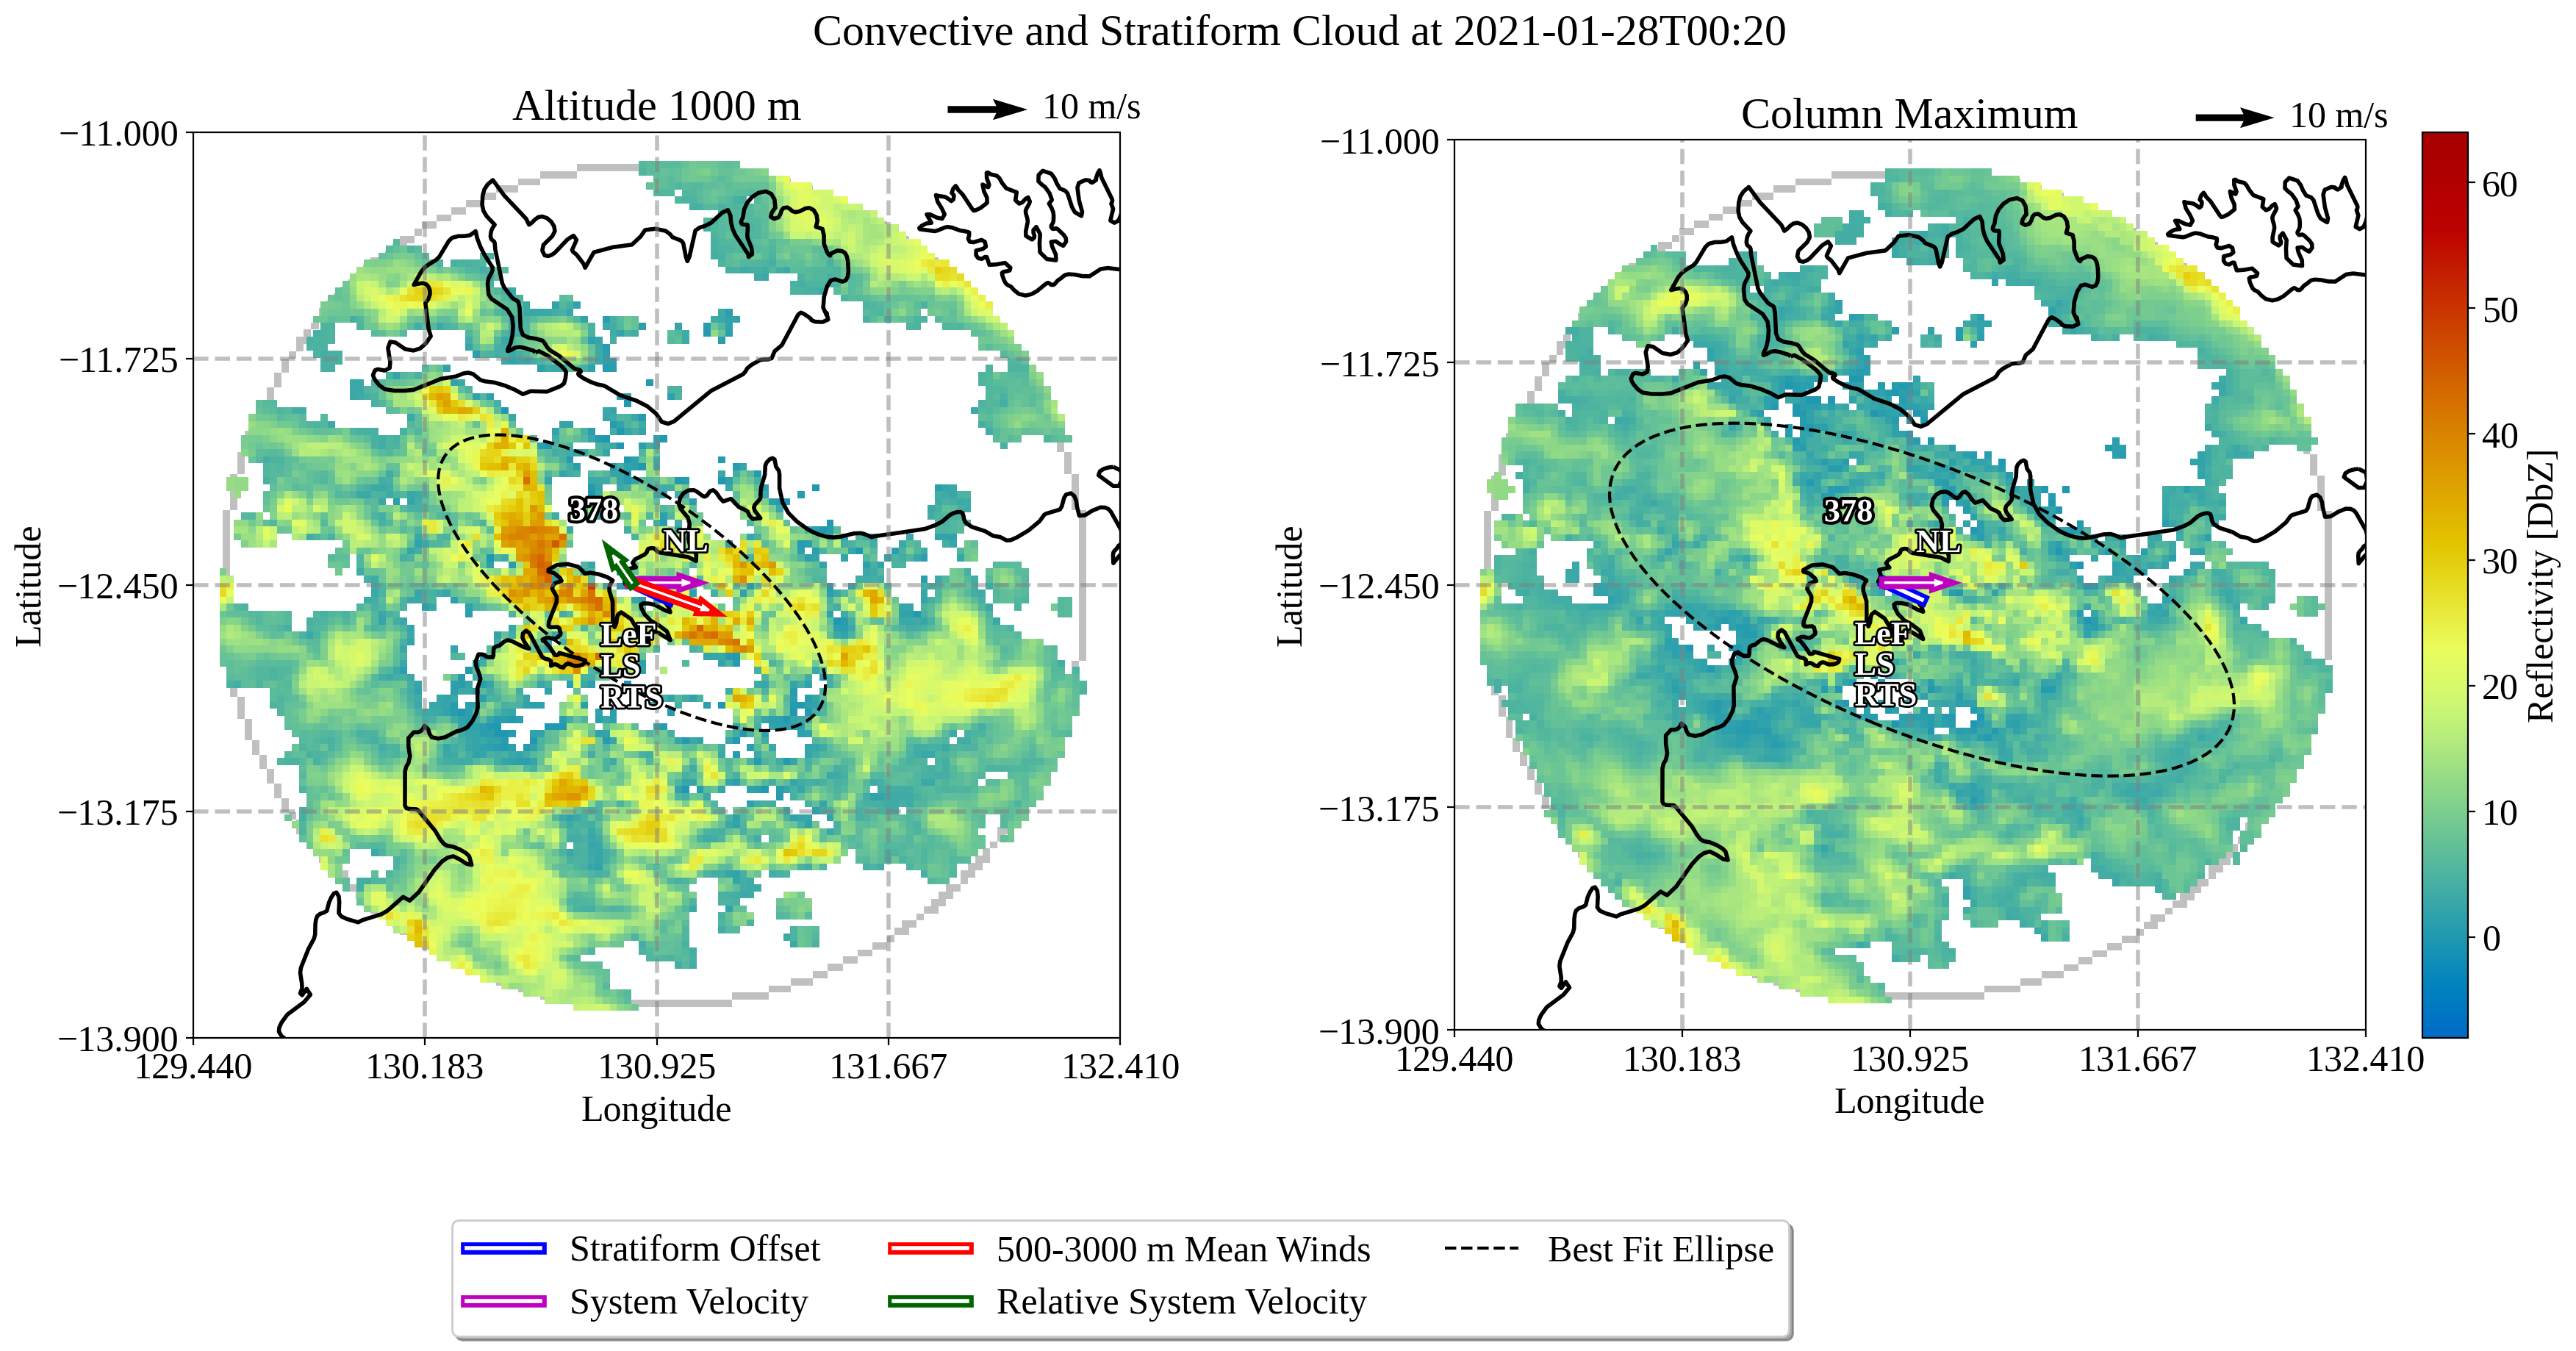 Convective and Stratiform Cloud at 2021-01-28T00:20
Altitude 1000 m
10 m/s
−11.000
−11.725
−12.450
−13.175
−13.900
Latitude
378
NL
LeF
LS
RTS
129.440
130.183
130.925
131.667
132.410
Longitude
Column Maximum
10 m/s
−11.000
−11.725
−12.450
−13.175
−13.900
Latitude
378
NL
LeF
LS
RTS
129.440
130.183
130.925
131.667
132.410
Longitude
60
50
40
30
20
10
0
Reflectivity [DbZ]
Stratiform Offset
System Velocity
500-3000 m Mean Winds
Relative System Velocity
Best Fit Ellipse